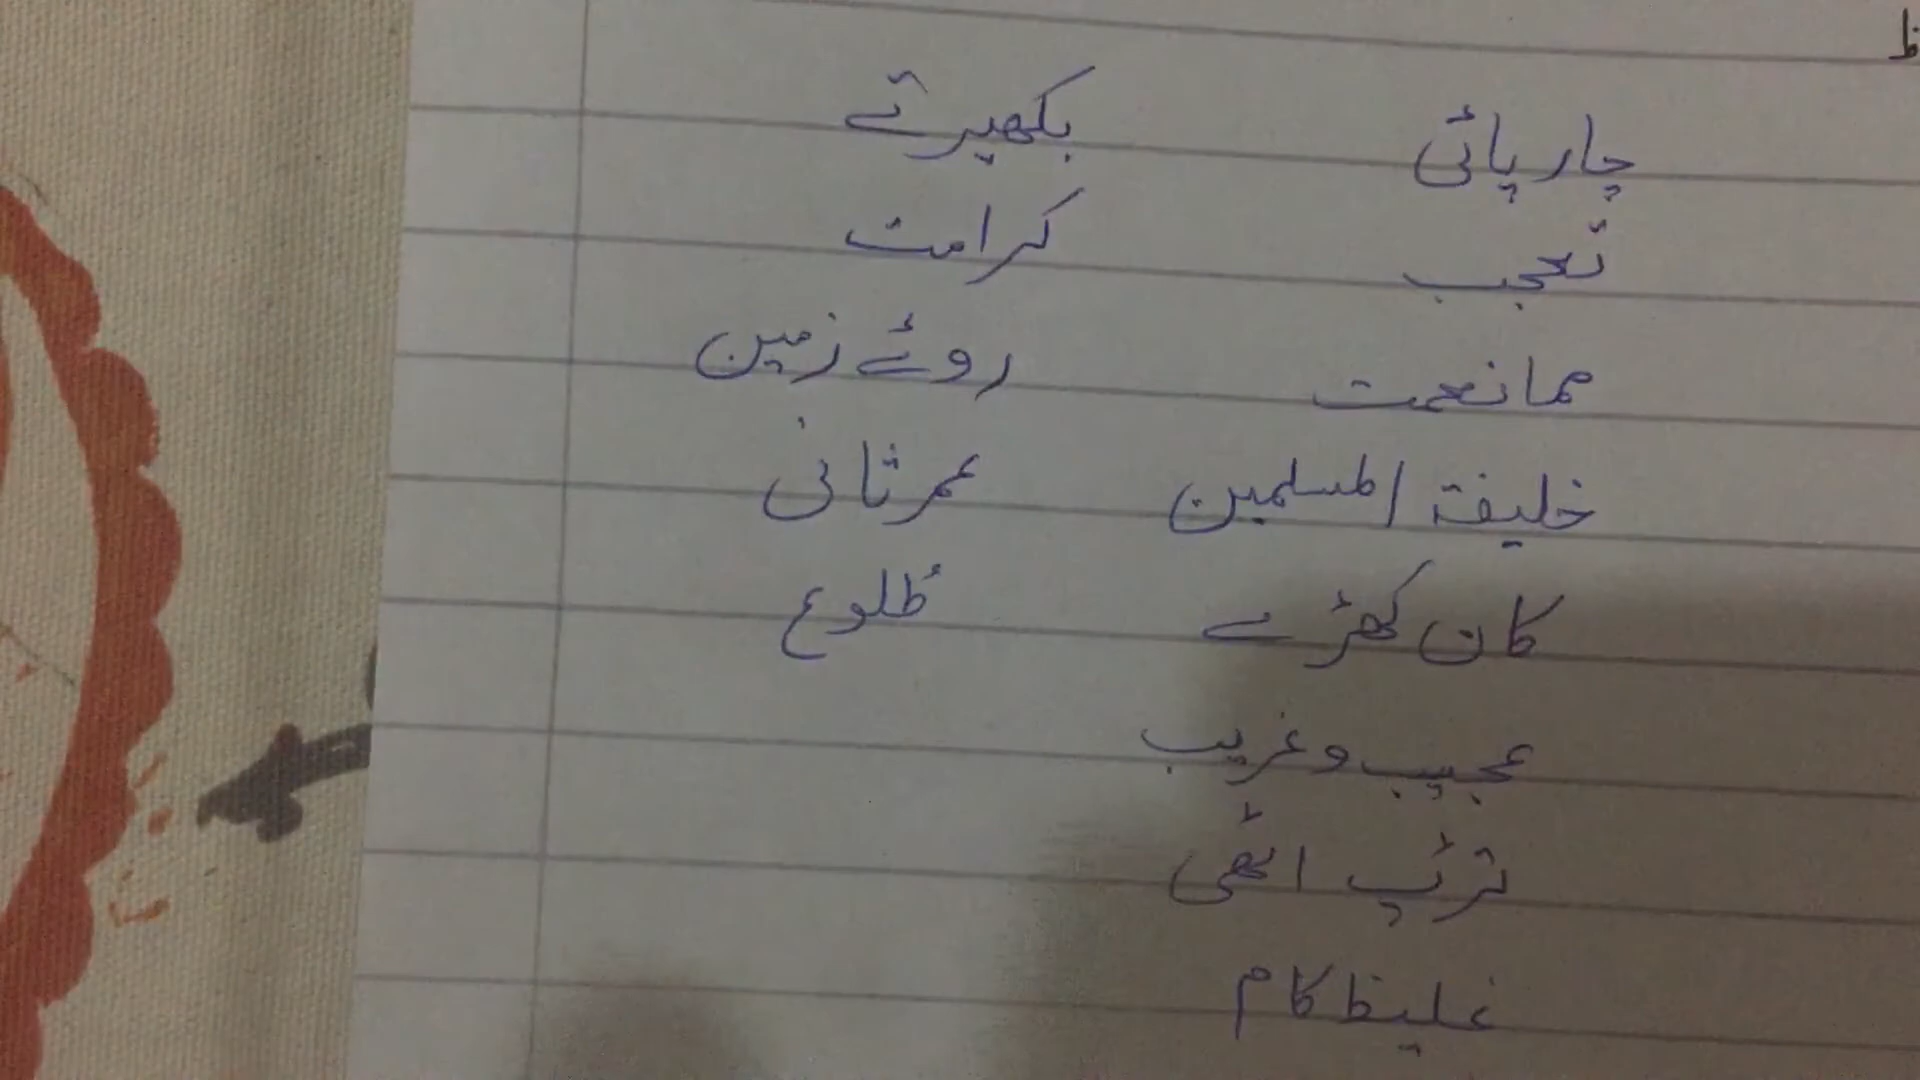 چارپائی
تعجب
ممانعت
خلیفۃ المسلمین
کان کھڑے
عجیب و غریب
تڑپ اٹھی
غلیظ کام
بکھیرتے
کرامت
روئے زمین
عمر ثانی
طلوع